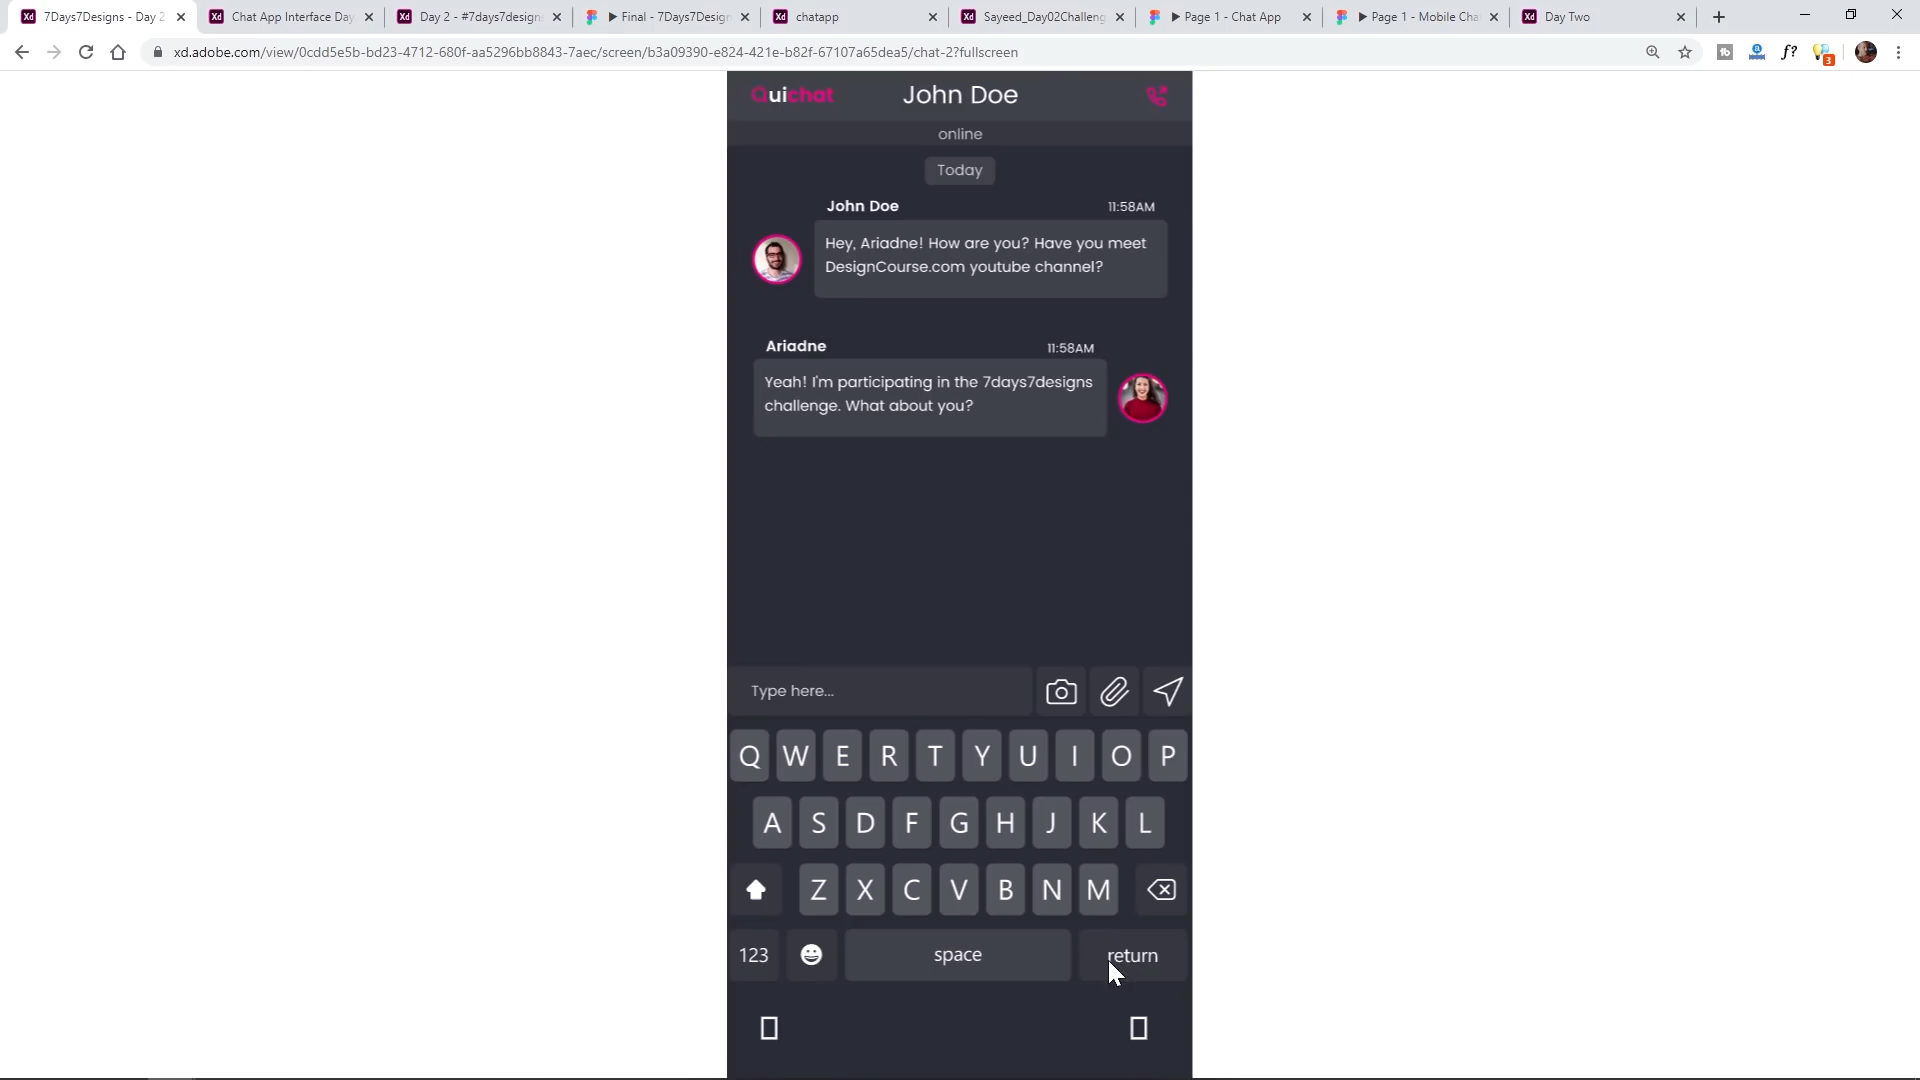 7Days7Designs - Day 2
Chat App Interface Day
Day 2 - #7days7design
▶ Final - 7Days7Design
chatapp
Sayeed_Day02Challeng
▶ Page 1 - Chat App
▶ Page 1 - Mobile Cha
Day Two
xd.adobe.com/view/0cdd5e5b-bd23-4712-680f-aa5296bb8843-7aec/screen/b3a09390-e824-421e-b82f-67107a65dea5/chat-2?fullscreen
f?
3
Quichat
John Doe
online
Today
John Doe 11:58AM
Hey, Ariadne! How are you? Have you meet
DesignCourse.com youtube channel?
Ariadne 11:58AM
Yeah! I'm participating in the 7days7designs
challenge. What about you?
Type here...
Q W E R T Y U I O P
A S D F G H J K L
Z X C V B N M
123 space return